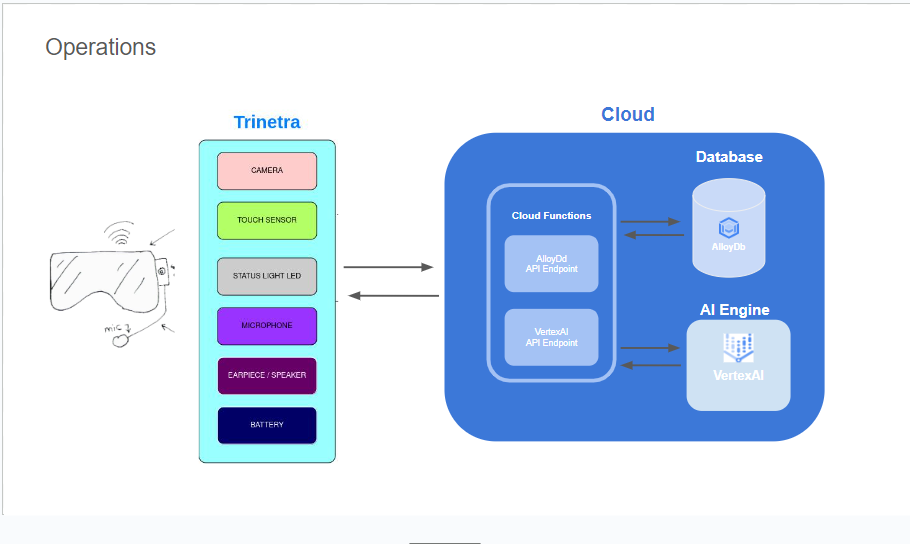 Operations
Trinetra
CAMERA
TOUCH SENSOR
STATUS LIGHT LED
MICROPHONE
EARPIECE / SPEAKER
BATTERY
mic
Cloud
Cloud Functions
AlloyDd
API Endpoint
VertexAI
API Endpoint
Database
AlloyDb
AI Engine
VertexAI